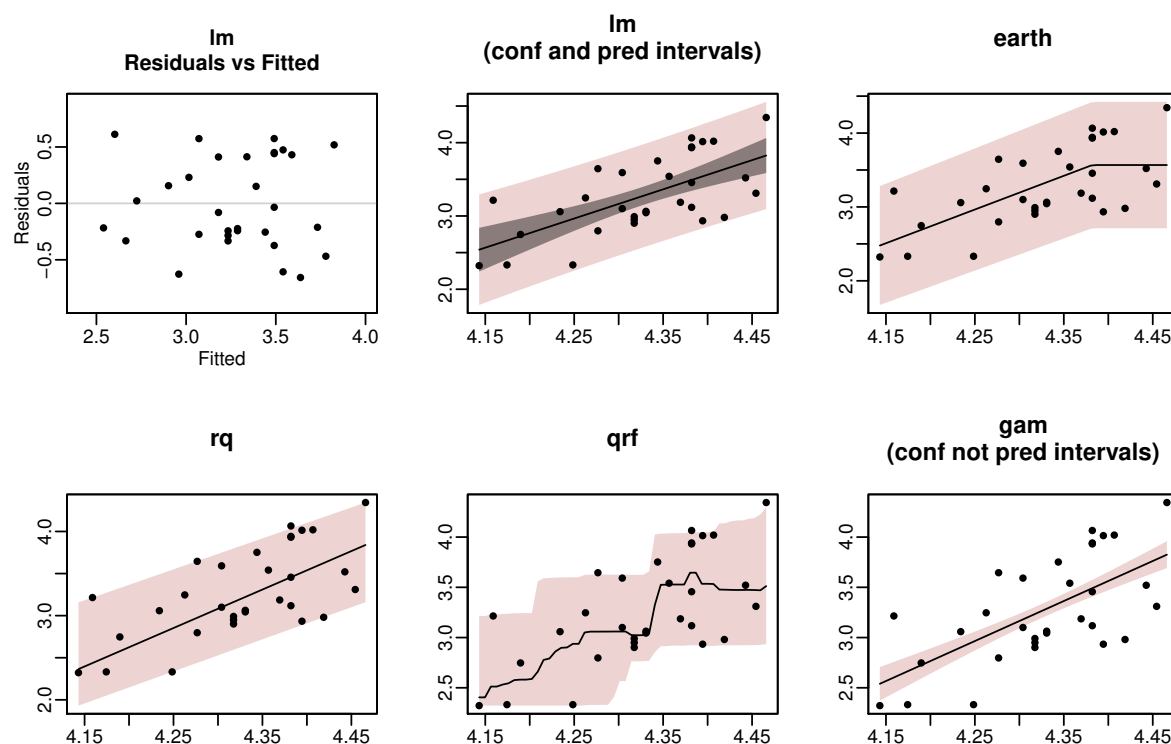 lm
Residuals vs Fitted
0.5
0.0
−0.5
Residuals
2.5 3.0 3.5 4.0
Fitted
lm
(conf and pred intervals)
4.0
3.0
2.0
4.15 4.25 4.35 4.45
earth
4.0
3.0
2.0
4.15 4.25 4.35 4.45
rq
4.0
3.0
2.0
4.15 4.25 4.35 4.45
qrf
4.0
3.5
3.0
2.5
4.15 4.25 4.35 4.45
gam
(conf not pred intervals)
4.0
3.5
3.0
2.5
4.15 4.25 4.35 4.45